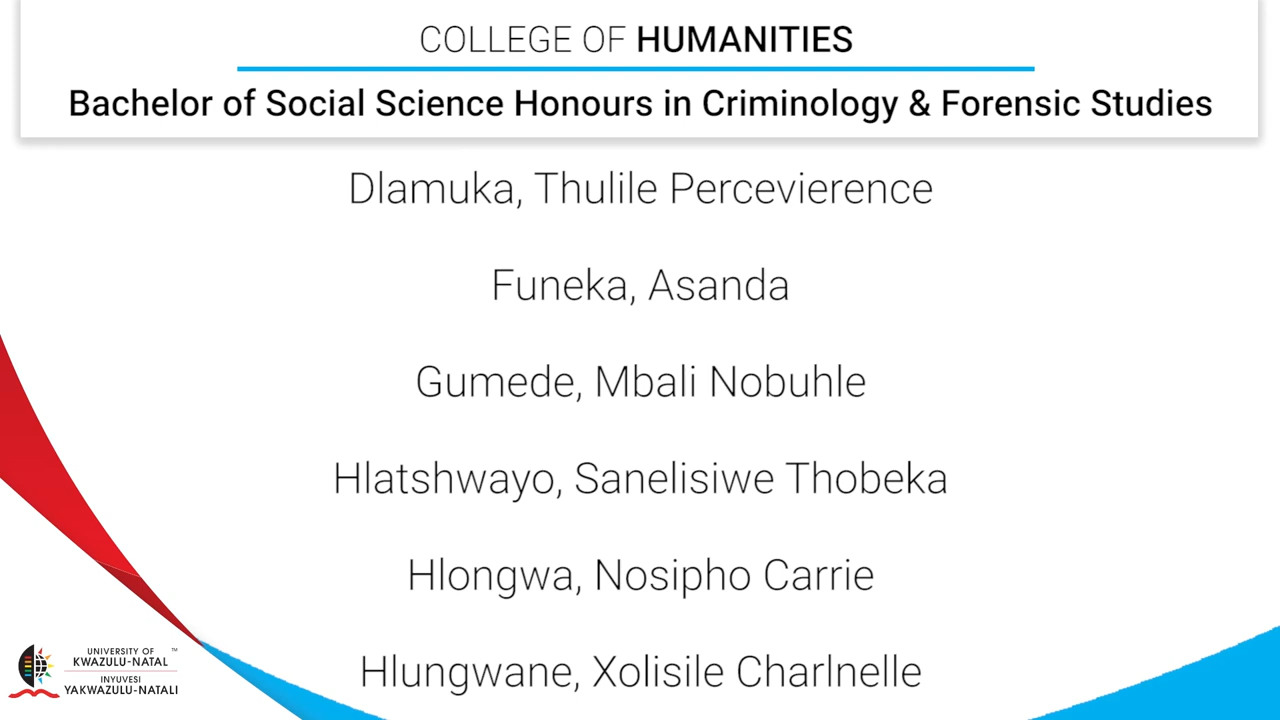 COLLEGE OF HUMANITIES
Bachelor of Social Science Honours in Criminology & Forensic Studies
Dlamuka, Thulile Percevierence
Funeka, Asanda
Gumede, Mbali Nobuhle
Hlatshwayo, Sanelisiwe Thobeka
Hlongwa, Nosipho Carrie
Hlungwane, Xolisile Charlnelle
UNIVERSITY OF ™
KWAZULU-NATAL
INYUVESI
YAKWAZULU-NATALI